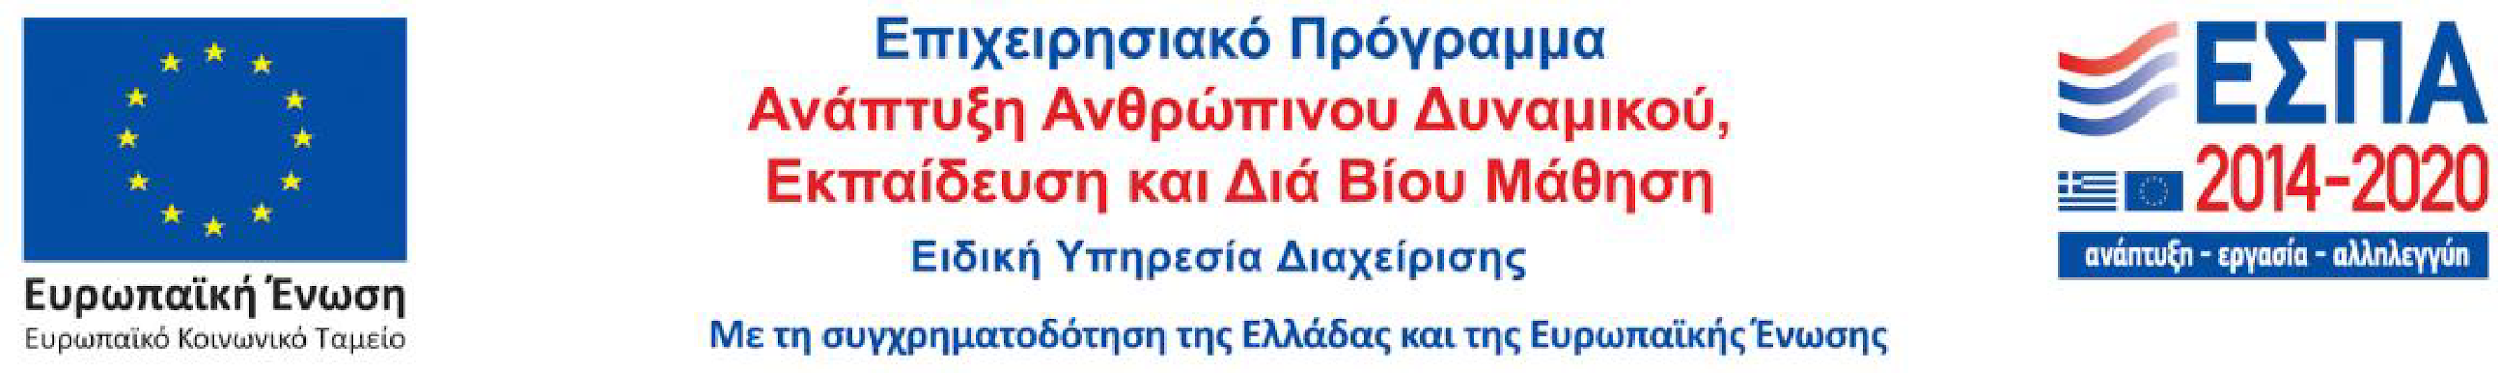 Ευρωπαϊκή Ένωση
Ευρωπαϊκό Κοινωνικό Ταμείο
Επιχειρησιακό Πρόγραμμα
Ανάπτυξη Ανθρώπινου Δυναμικού,
Εκπαίδευση και Διά Βίου Μάθηση
Ειδική Υπηρεσία Διαχείρισης
Με τη συγχρηματοδότηση της Ελλάδας και της Ευρωπαϊκής Ένωσης
ΕΣΠΑ
2014-2020
ανάπτυξη - εργασία - αλληλεγγύη